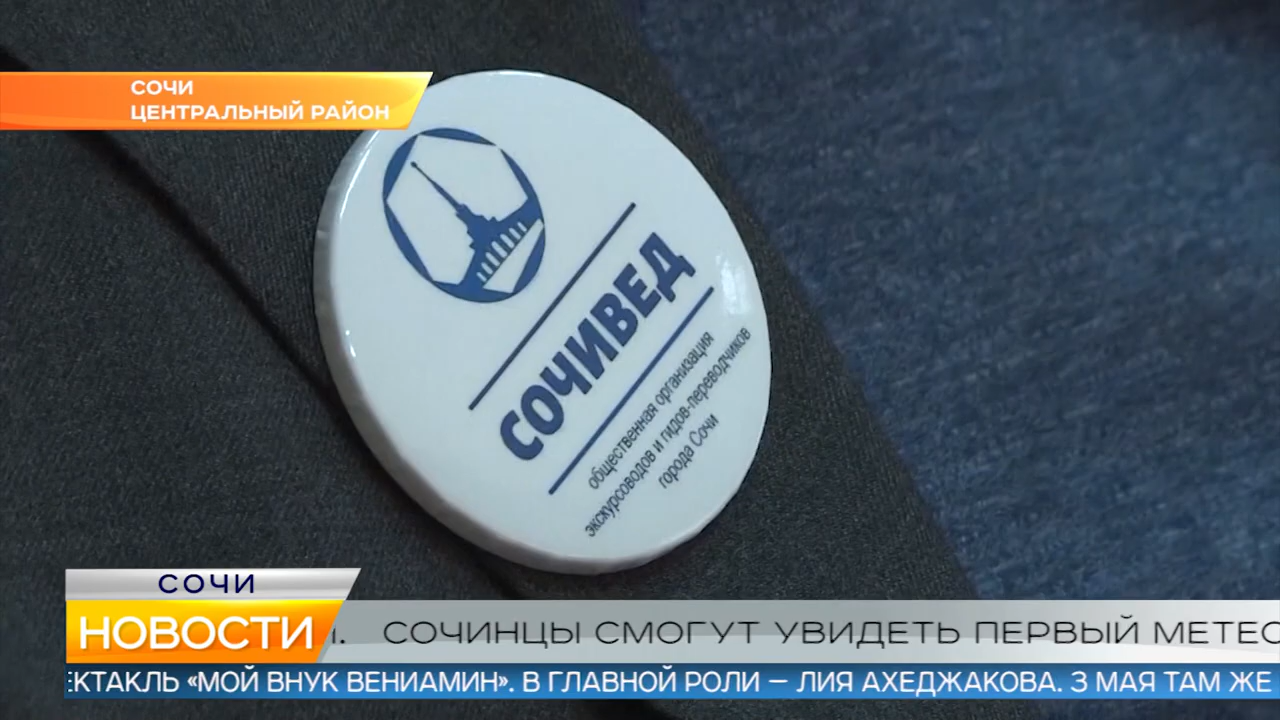 СОЧИ
ЦЕНТРАЛЬНЫЙ РАЙОН
СОЧИВЕД
общественная организация
экскурсоводов и гидов-переводчиков
города Сочи
СОЧИ
НОВОСТИ
СОЧИНЦЫ СМОГУТ УВИДЕТЬ ПЕРВЫЙ
«МОЙ ВНУК ВЕНИАМИН». В ГЛАВНОЙ РОЛИ – ЛИЯ АХЕДЖАКОВА. 3 МАЯ ТАМ ЖЕ